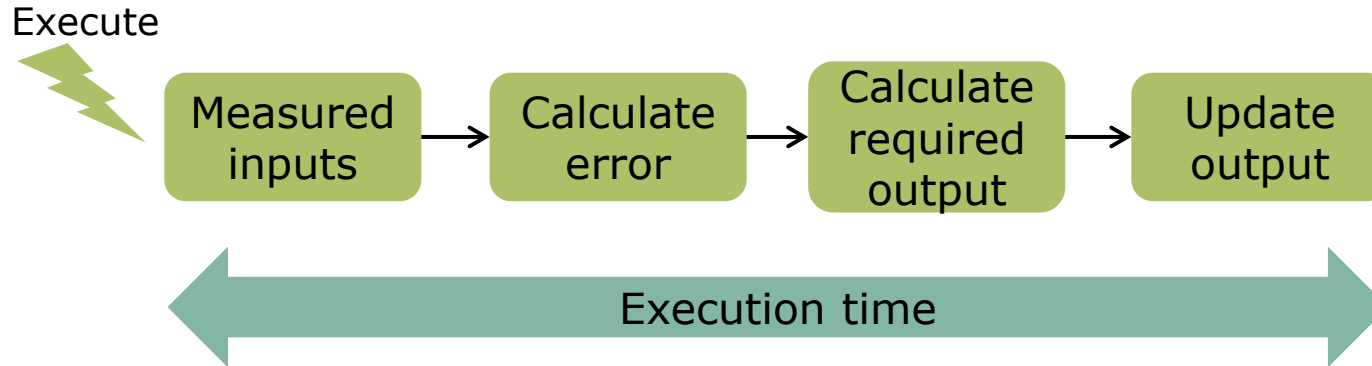 Execute
Measured
inputs
Calculate
error
Calculate
required
output
Update
output
Execution time